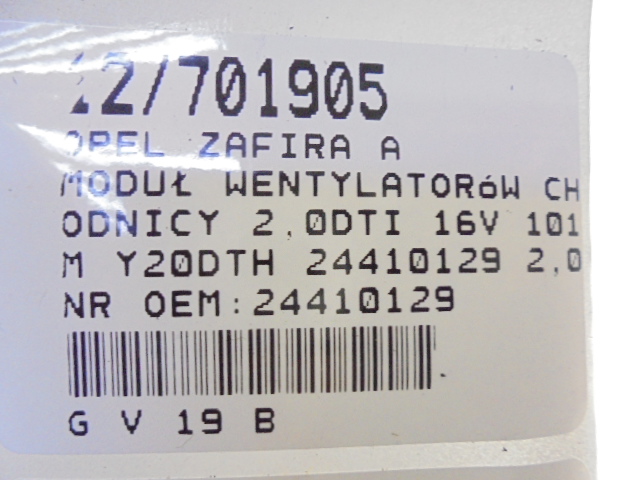 12/701905
OPEL ZAFIRA A
MODUŁ WENTYLATORóW CH
ODNICY 2,0DTI 16V 101
M Y20DTH 24410129 2,0
NR OEM:24410129
G V 19 B